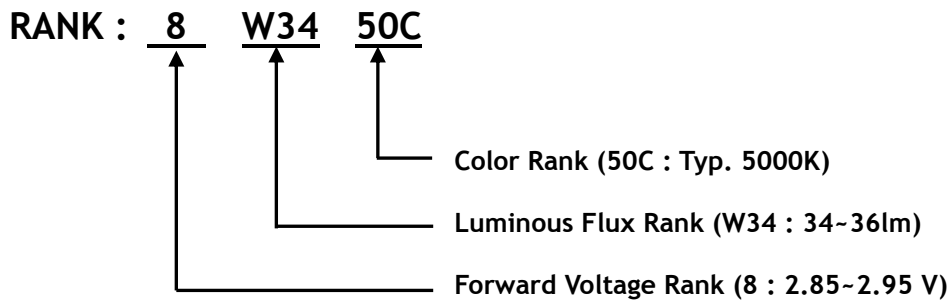 RANK : 8 W34 50C
Color Rank (50C : Typ. 5000K)
Luminous Flux Rank (W34 : 34~36lm)
Forward Voltage Rank (8 : 2.85~2.95 V)